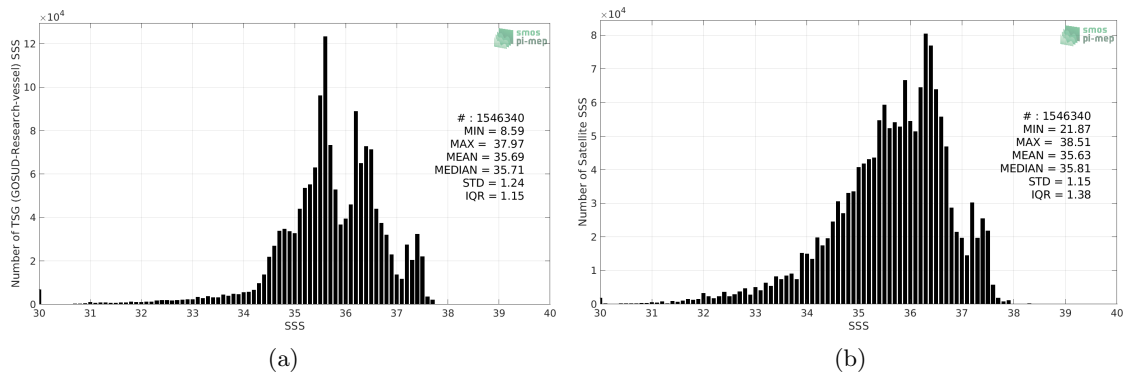 ×10⁴
smos
pi-mep
Number of TSG (GOSUD-Research-vessel) SSS
12
10
8
6
4
2
0
# : 1546340
MIN = 8.59
MAX = 37.97
MEAN = 35.69
MEDIAN = 35.71
STD = 1.24
IQR = 1.15
30 31 32 33 34 35 36 37 38 39 40
SSS
(a)
×10⁴
smos
pi-mep
Number of Satellite SSS
8
7
6
5
4
3
2
1
0
# : 1546340
MIN = 21.87
MAX = 38.51
MEAN = 35.63
MEDIAN = 35.81
STD = 1.15
IQR = 1.38
30 31 32 33 34 35 36 37 38 39 40
SSS
(b)